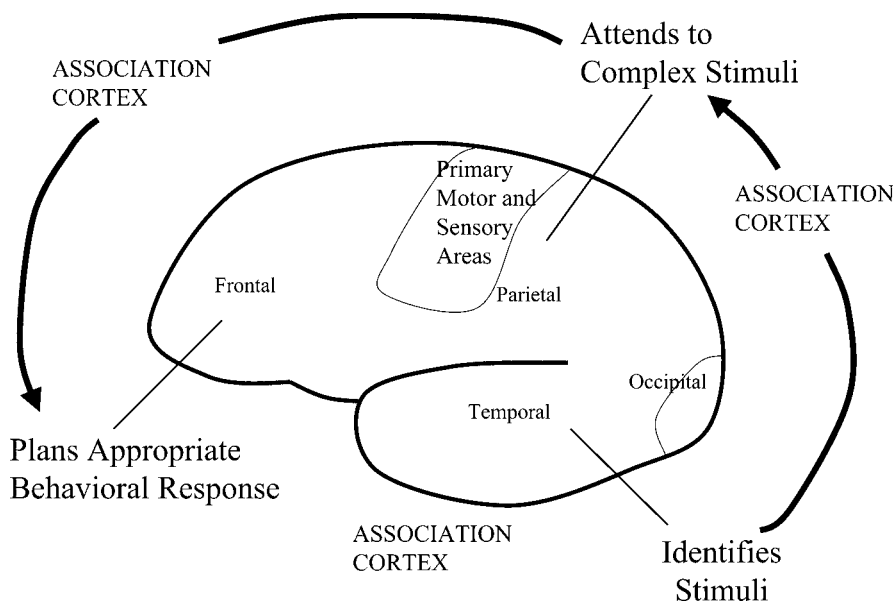 Attends to
Complex Stimuli
ASSOCIATION
CORTEX
Primary
Motor and
Sensory
Areas
ASSOCIATION
CORTEX
Frontal
Parietal
Occipital
Temporal
Plans Appropriate
Behavioral Response
ASSOCIATION
CORTEX
Identifies
Stimuli